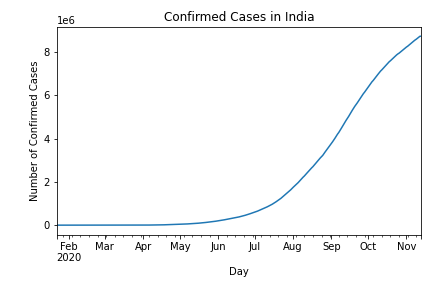 Confirmed Cases in India
1e6
Number of Confirmed Cases
8
6
4
2
0
Feb Mar Apr May Jun Jul Aug Sep Oct Nov
2020
Day